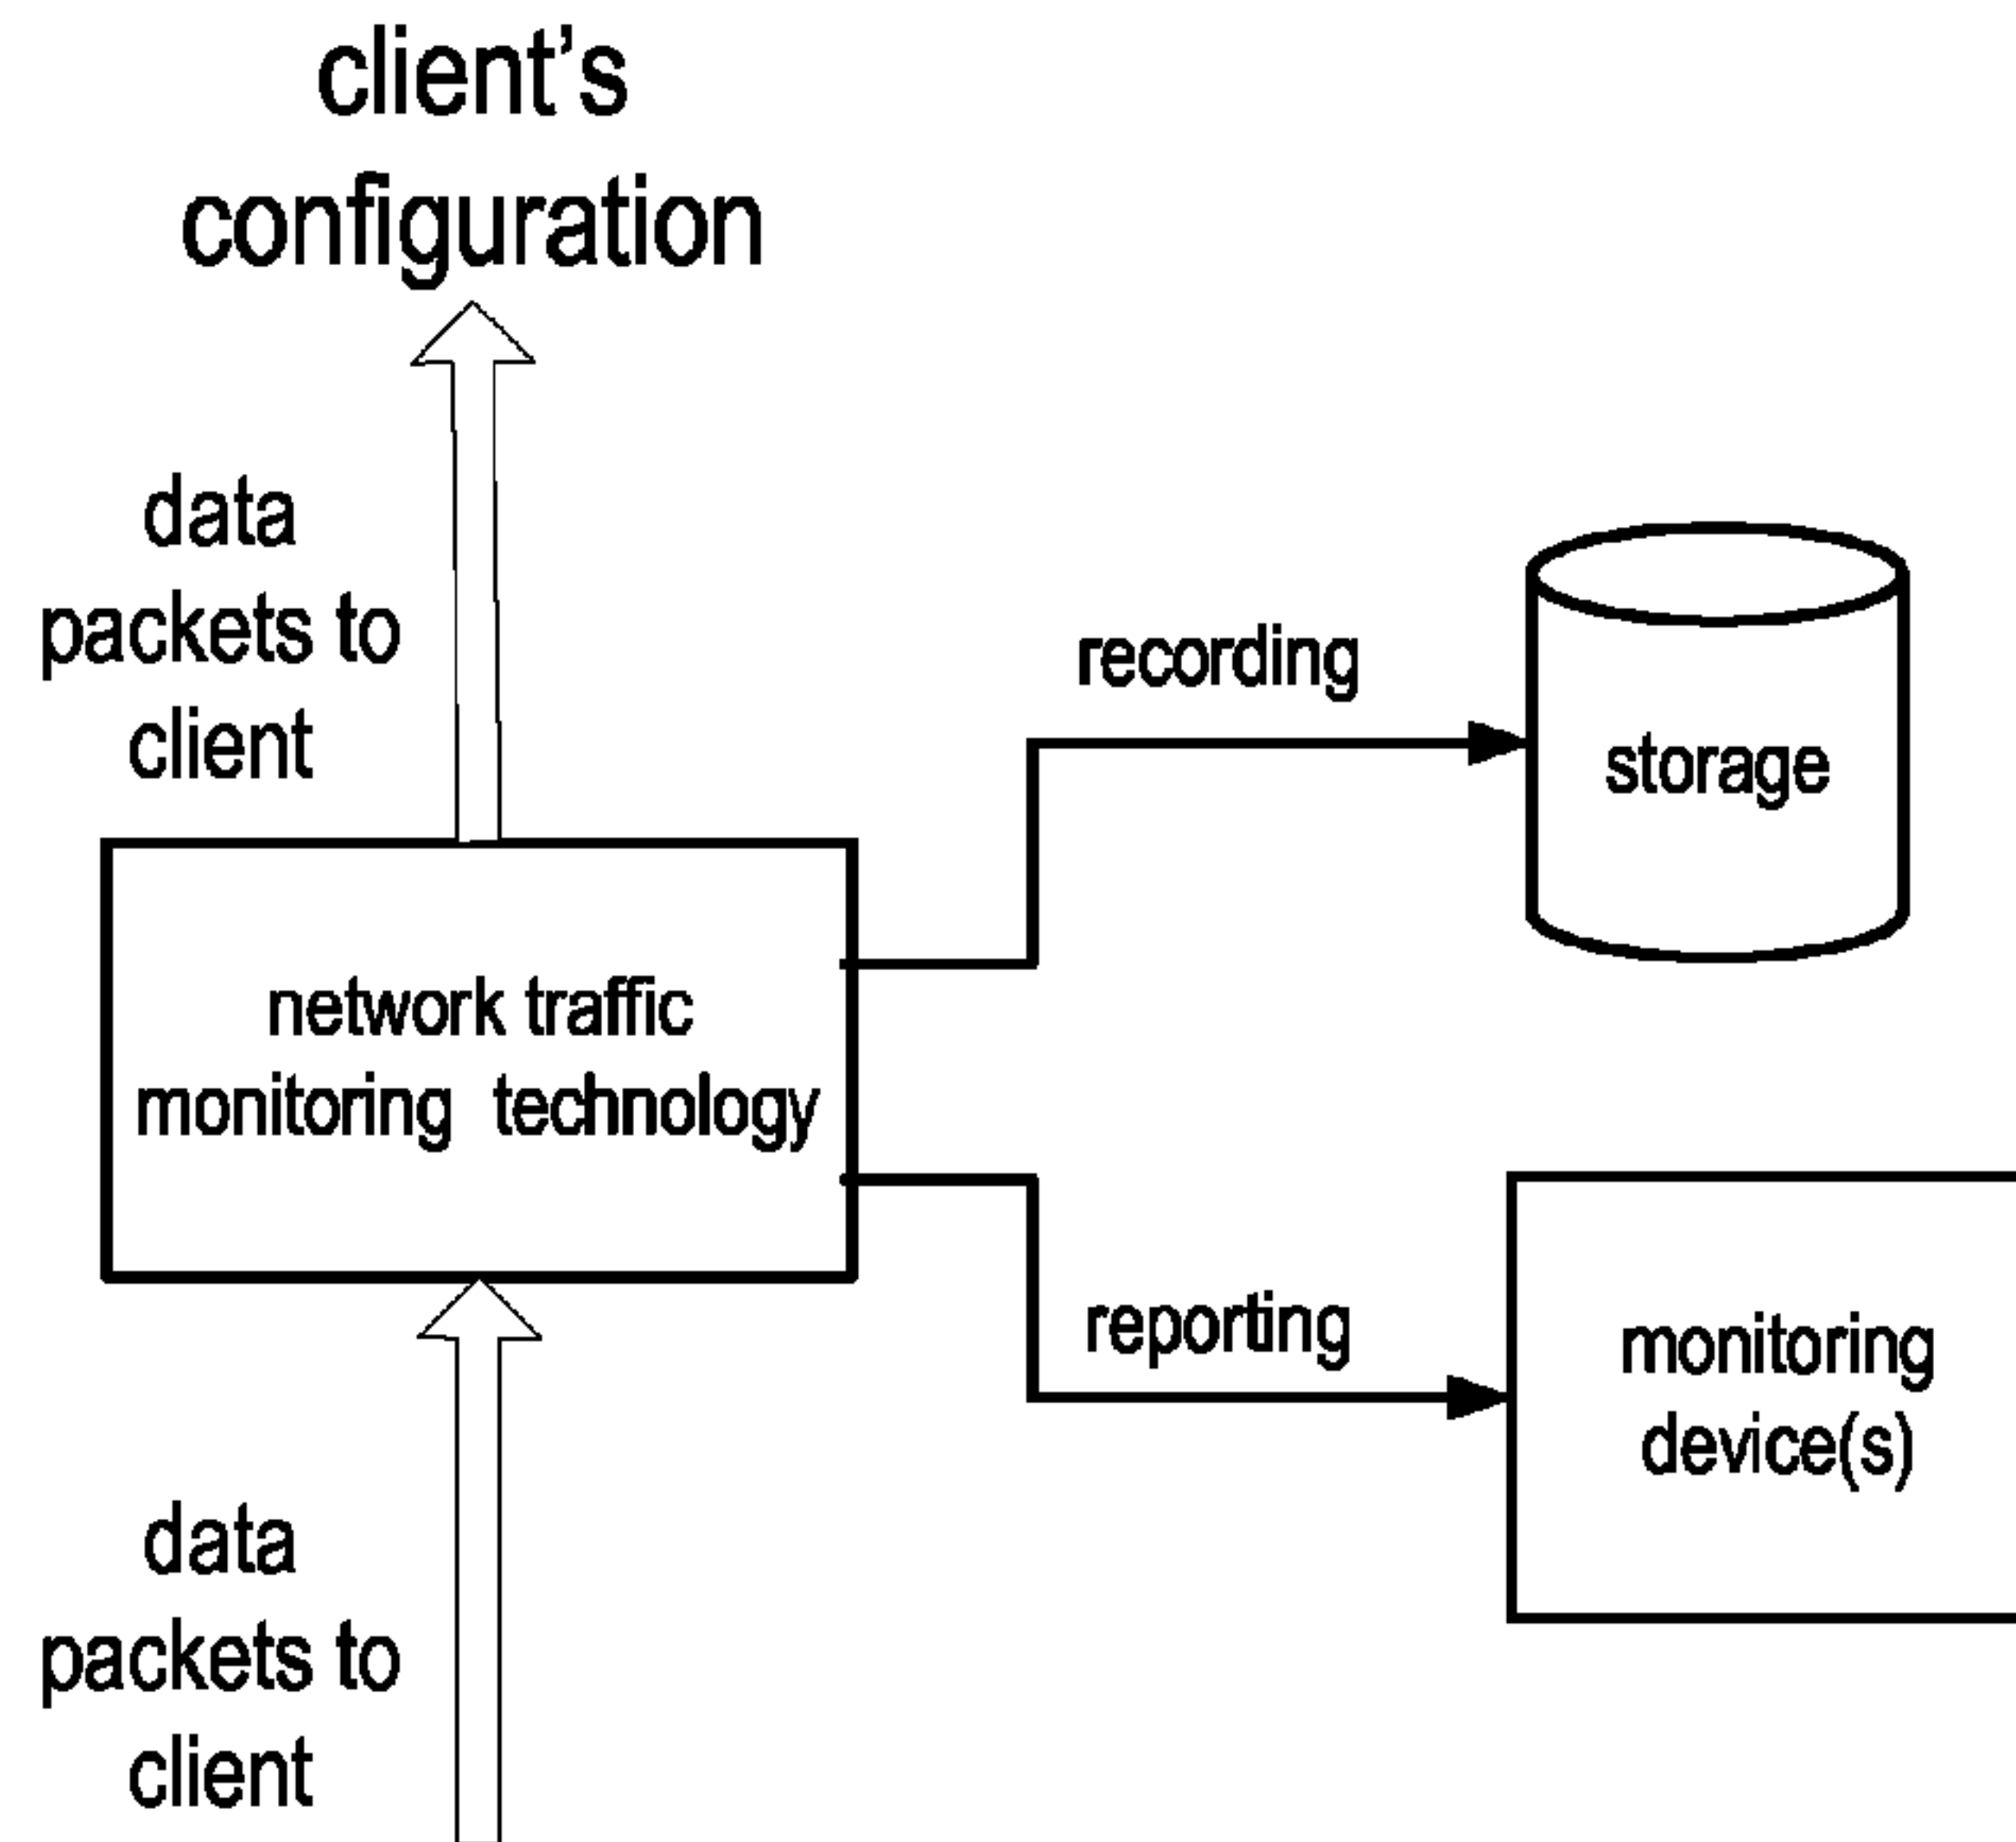 client’s
configuration
data
packets to
client
recording
storage
network traffic
monitoring technology
reporting
monitoring
device(s)
data
packets to
client